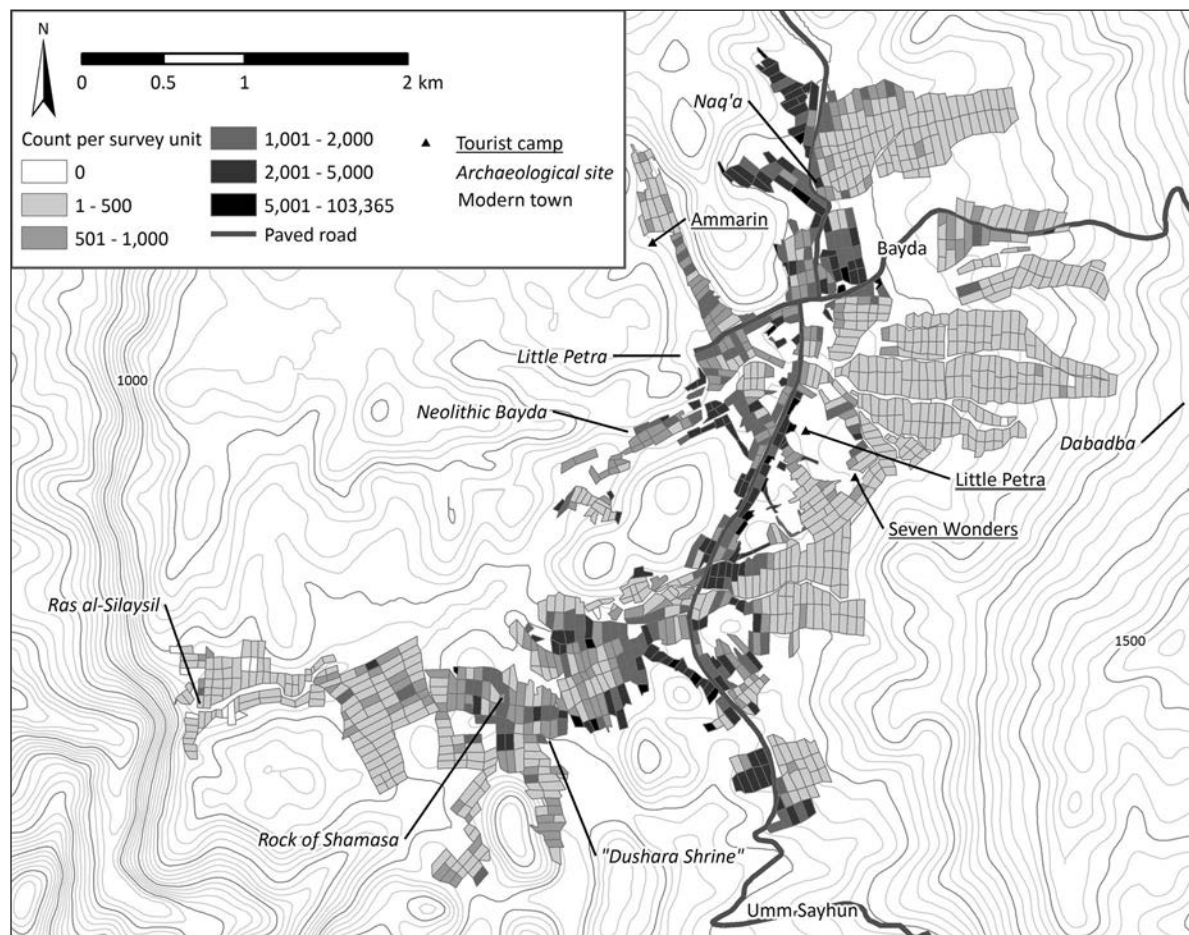 N
0 0.5 1 2 km
Count per survey unit
0
1 - 500
501 - 1,000
1,001 - 2,000
2,001 - 5,000
5,001 - 103,365
Paved road
Tourist camp
Archaeological site
Modern town
Naq'a
Ammarin
Bayda
Little Petra
1000
Neolithic Bayda
Dabadba
Little Petra
Seven Wonders
Ras al-Silaysil
1500
Rock of Shamasa
"Dushara Shrine"
Umm Sayhun